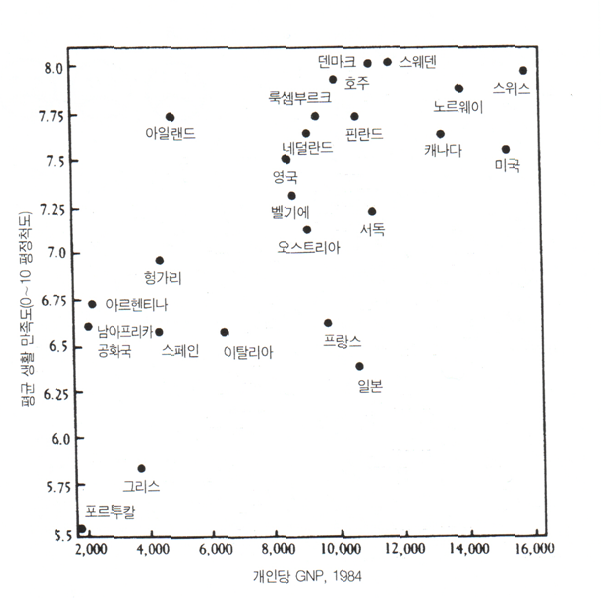 8.0
7.75
7.5
7.25
7.0
6.75
6.5
6.25
6.0
5.75
5.5
평균 생활 만족도(0~10 평정척도)
덴마크
스웨덴
호주
스위스
룩셈부르크
노르웨이
아일랜드
네덜란드
핀란드
캐나다
영국
미국
벨기에
서독
오스트리아
헝가리
아르헨티나
남아프리카
공화국
스페인
이탈리아
프랑스
일본
그리스
포르투칼
2,000 4,000 6,000 8,000 10,000 12,000 14,000 16,000
개인당 GNP, 1984